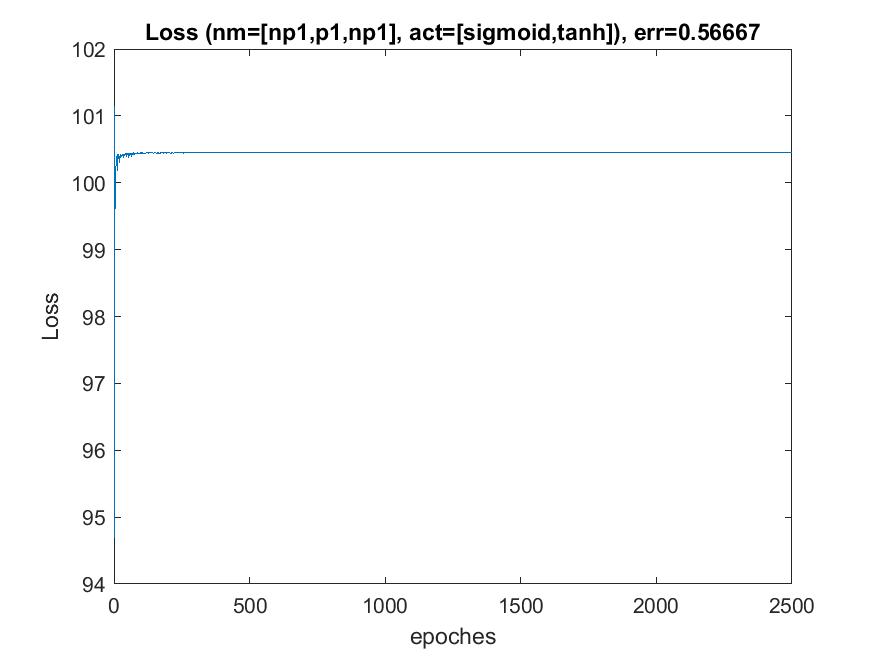 Loss (nm=[np1,p1,np1], act=[sigmoid,tanh]), err=0.56667
102
101
100
99
98
97
96
95
94
Loss
0 500 1000 1500 2000 2500
epoches